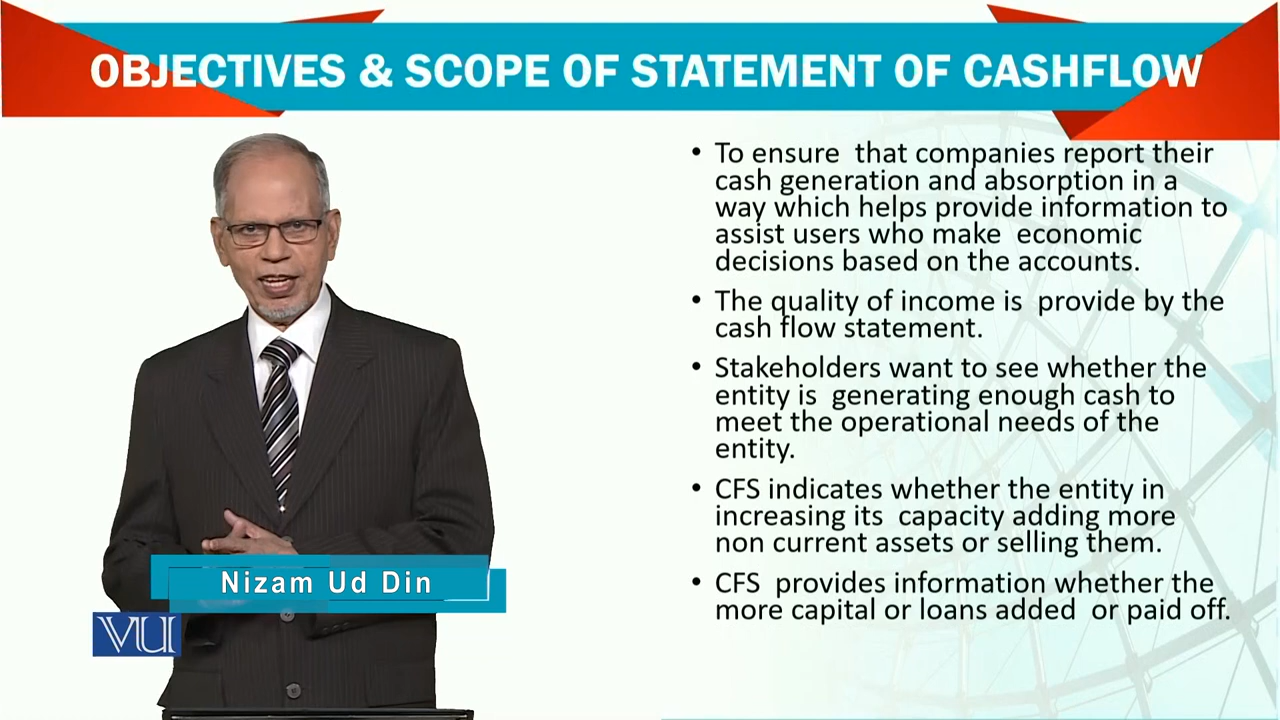 OBJECTIVES & SCOPE OF STATEMENT OF CASHFLOW
• To ensure  that companies report their
cash generation and absorption in a
way which helps provide information to
assist users who make  economic
decisions based on the accounts.
• The quality of income is  provide by the
cash flow statement.
• Stakeholders want to see whether the
entity is  generating enough cash to
meet the operational needs of the
entity.
• CFS indicates whether the entity in
increasing its  capacity adding more
non current assets or selling them.
• CFS  provides information whether the
more capital or loans added  or paid off.
Nizam Ud Din
VU